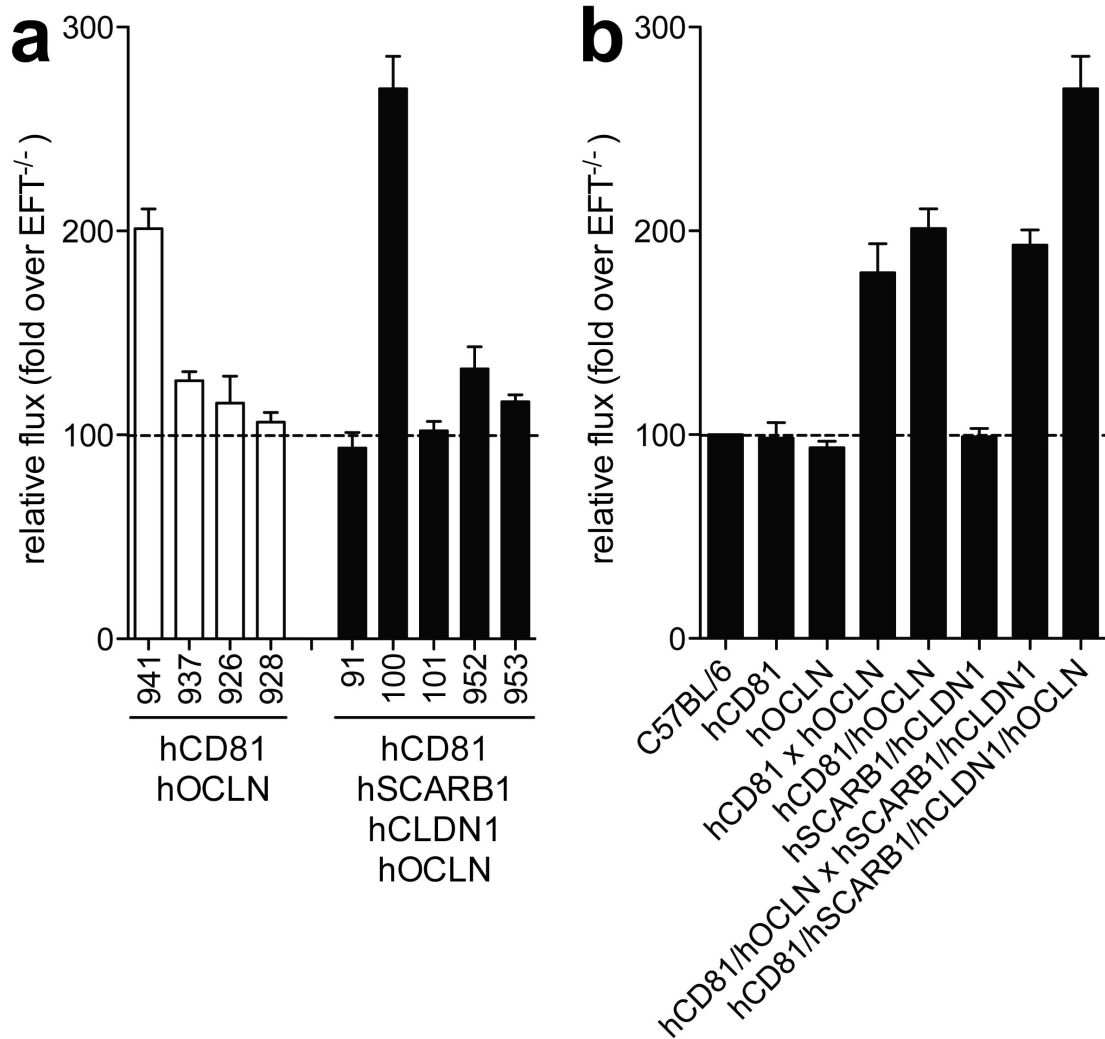 a
300
200
100
0
relative flux (fold over EFT-/- )
941
937
926
928
91
100
101
952
953
hCD81
hOCLN
hCD81
hSCARB1
hCLDN1
hOCLN
b
300
200
100
0
relative flux (fold over EFT-/- )
C57BL/6
hCD81
hOCLN
hCD81 x hOCLN
hCD81/hOCLN
hSCARB1/hCLDN1
hCD81/hOCLN x hSCARB1/hCLDN1
hCD81/hSCARB1/hCLDN1/hOCLN